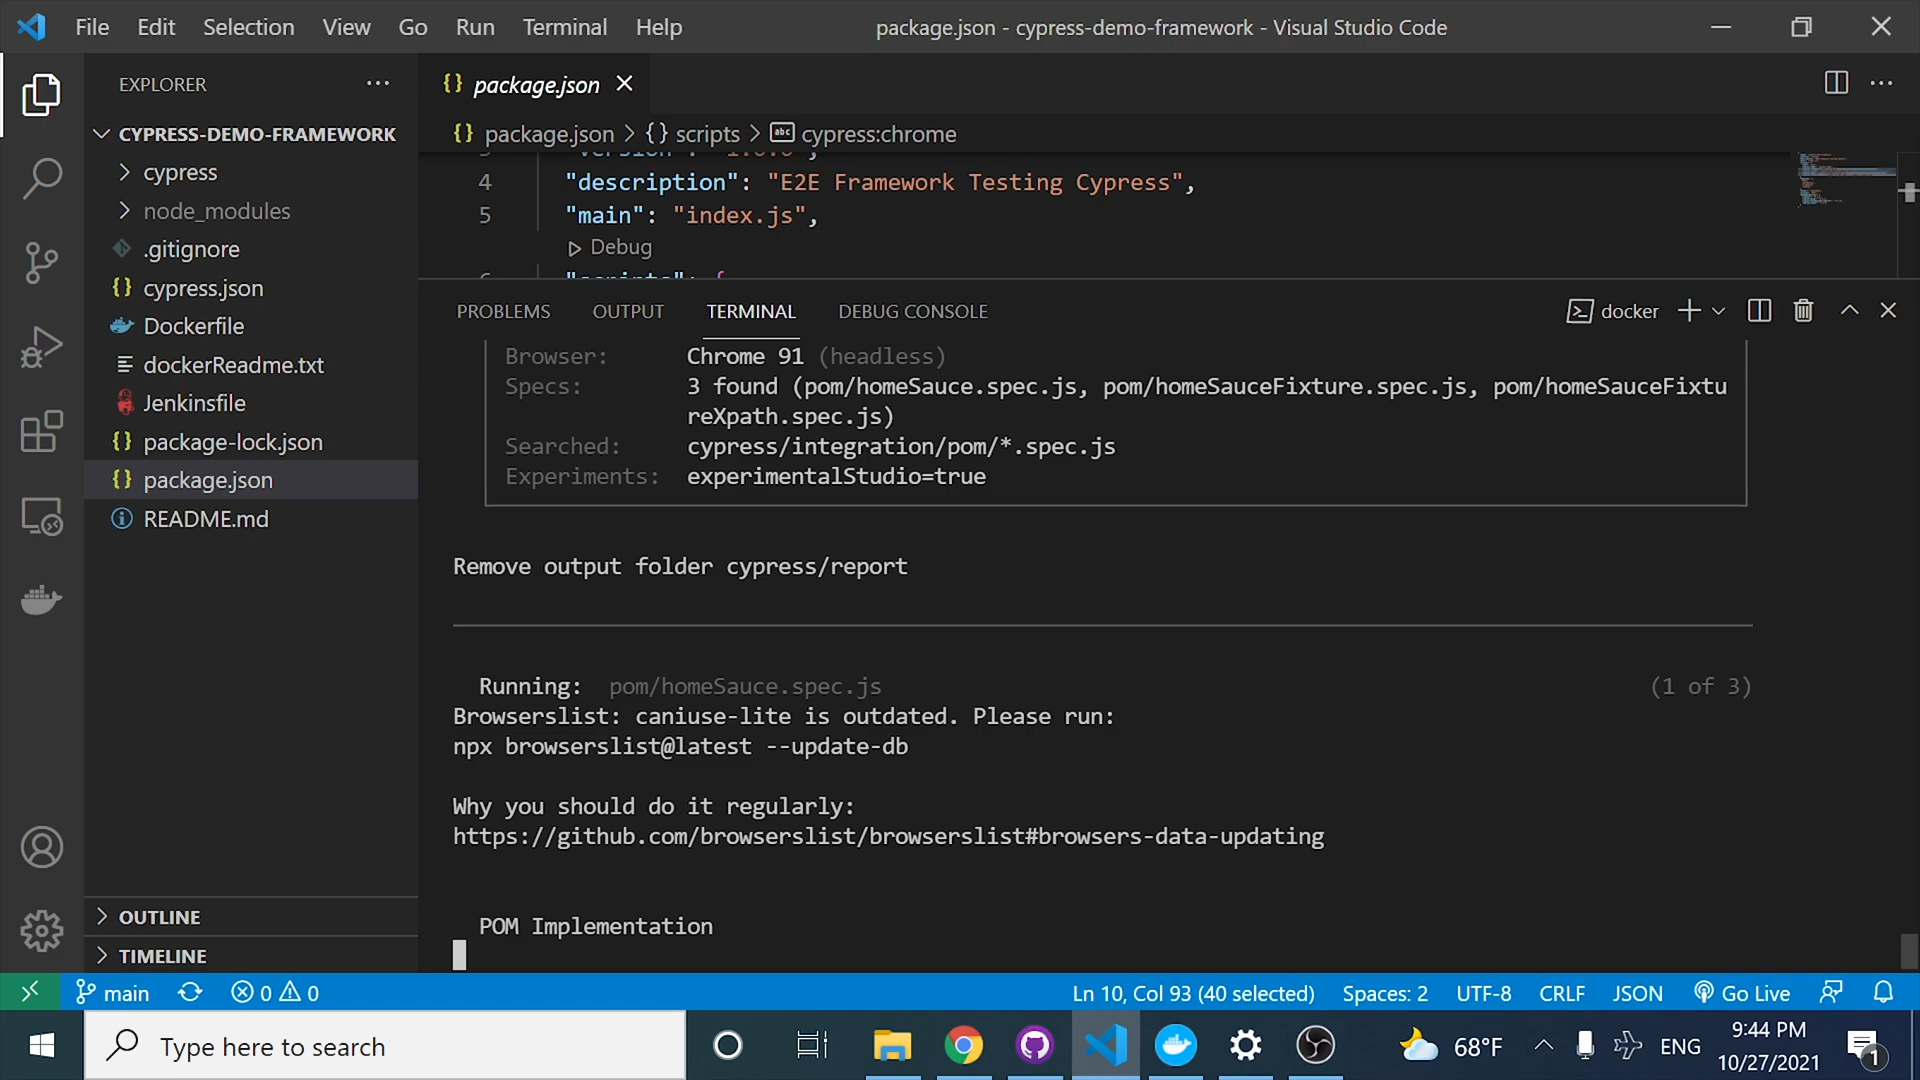 File Edit Selection View Go Run Terminal Help
package.json - cypress-demo-framework - Visual Studio Code
EXPLORER
CYPRESS-DEMO-FRAMEWORK
cypress
node_modules
.gitignore
cypress.json
Dockerfile
dockerReadme.txt
Jenkinsfile
package-lock.json
package.json
README.md
OUTLINE
TIMELINE
package.json
package.json > {} scripts > abc cypress:chrome
4 "description": "E2E Framework Testing Cypress",
5 "main": "index.js",
Debug
"scripts": {
PROBLEMS OUTPUT TERMINAL DEBUG CONSOLE
docker
Browser: Chrome 91 (headless)
Specs: 3 found (pom/homeSauce.spec.js, pom/homeSauceFixture.spec.js, pom/homeSauceFixtu
reXpath.spec.js)
Searched: cypress/integration/pom/*.spec.js
Experiments: experimentalStudio=true
Remove output folder cypress/report
Running: pom/homeSauce.spec.js (1 of 3)
Browserslist: caniuse-lite is outdated. Please run:
npx browserslist@latest --update-db
Why you should do it regularly:
https://github.com/browserslist/browserslist#browsers-data-updating
POM Implementation
main 0 0
Ln 10, Col 93 (40 selected) Spaces: 2 UTF-8 CRLF JSON Go Live
Type here to search
68°F ENG
9:44 PM
10/27/2021
1